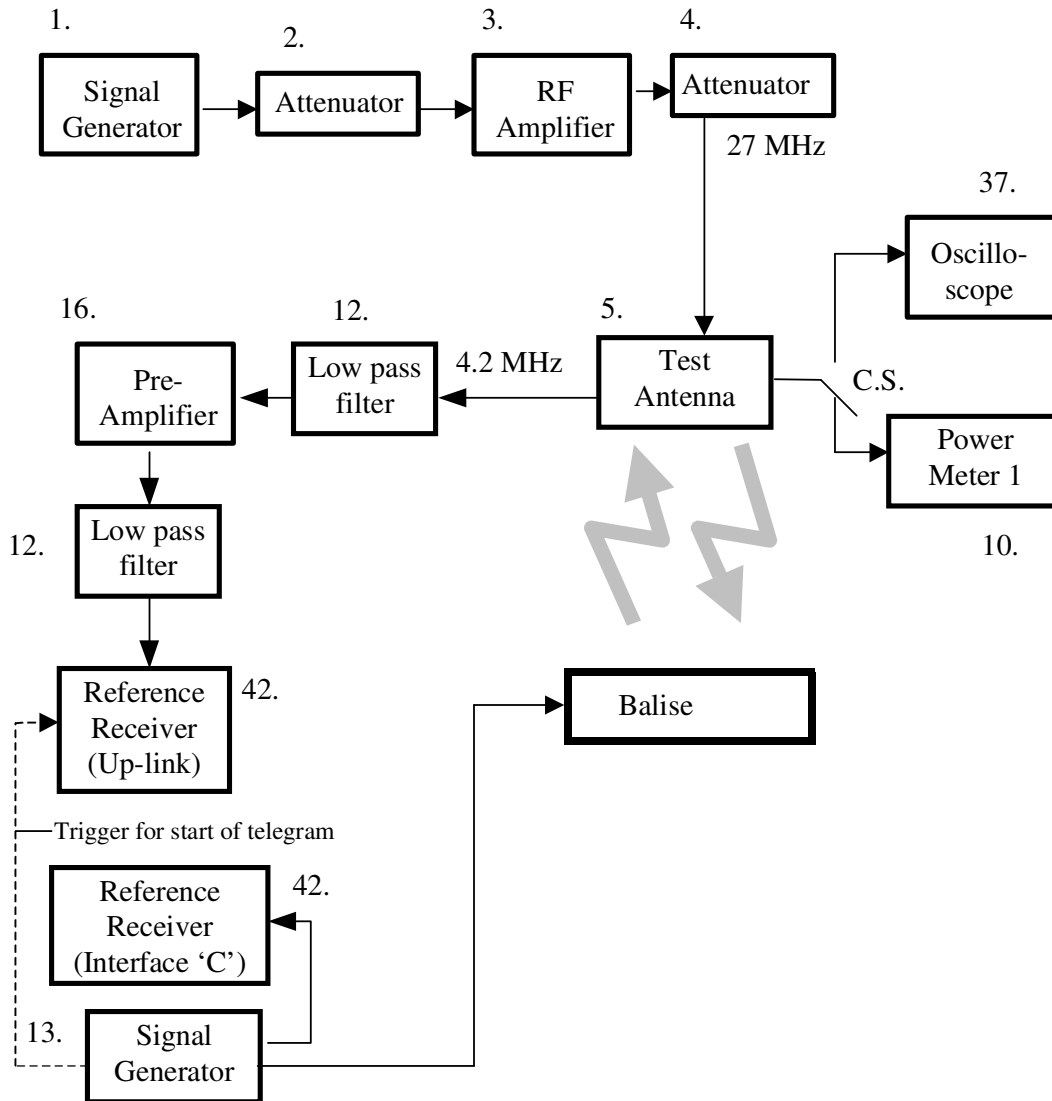 1.
2.
3.
4.
Signal
Generator
Attenuator
RF
Amplifier
Attenuator
27 MHz
37.
Oscillo-
scope
16.
12.
5.
Pre-
Amplifier
Low pass
filter
4.2 MHz
Test
Antenna
C.S.
Power
Meter 1
10.
12.
Low pass
filter
Reference
Receiver
(Up-link)
42.
Balise
Trigger for start of telegram
Reference
Receiver
(Interface ‘C’)
42.
13.
Signal
Generator